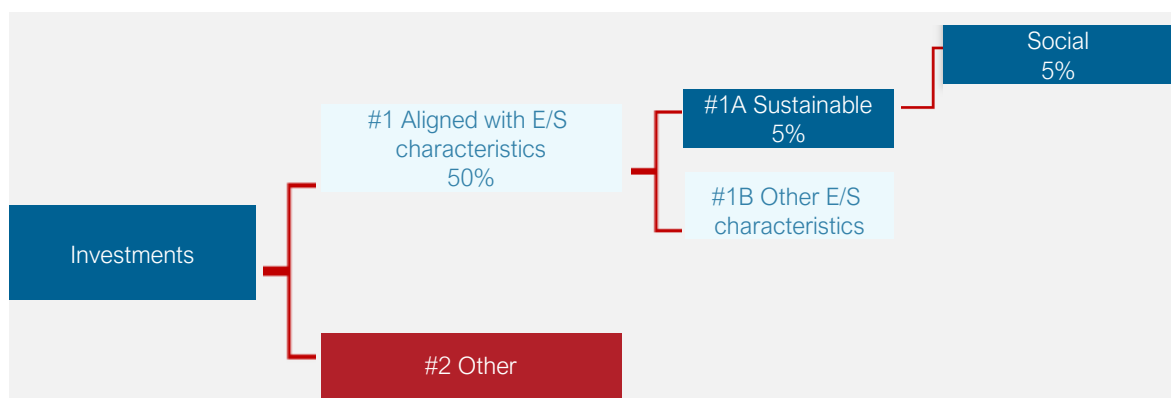 Investments
#1 Aligned with E/S
characteristics
50%
#2 Other
#1A Sustainable
5%
#1B Other E/S
characteristics
Social
5%